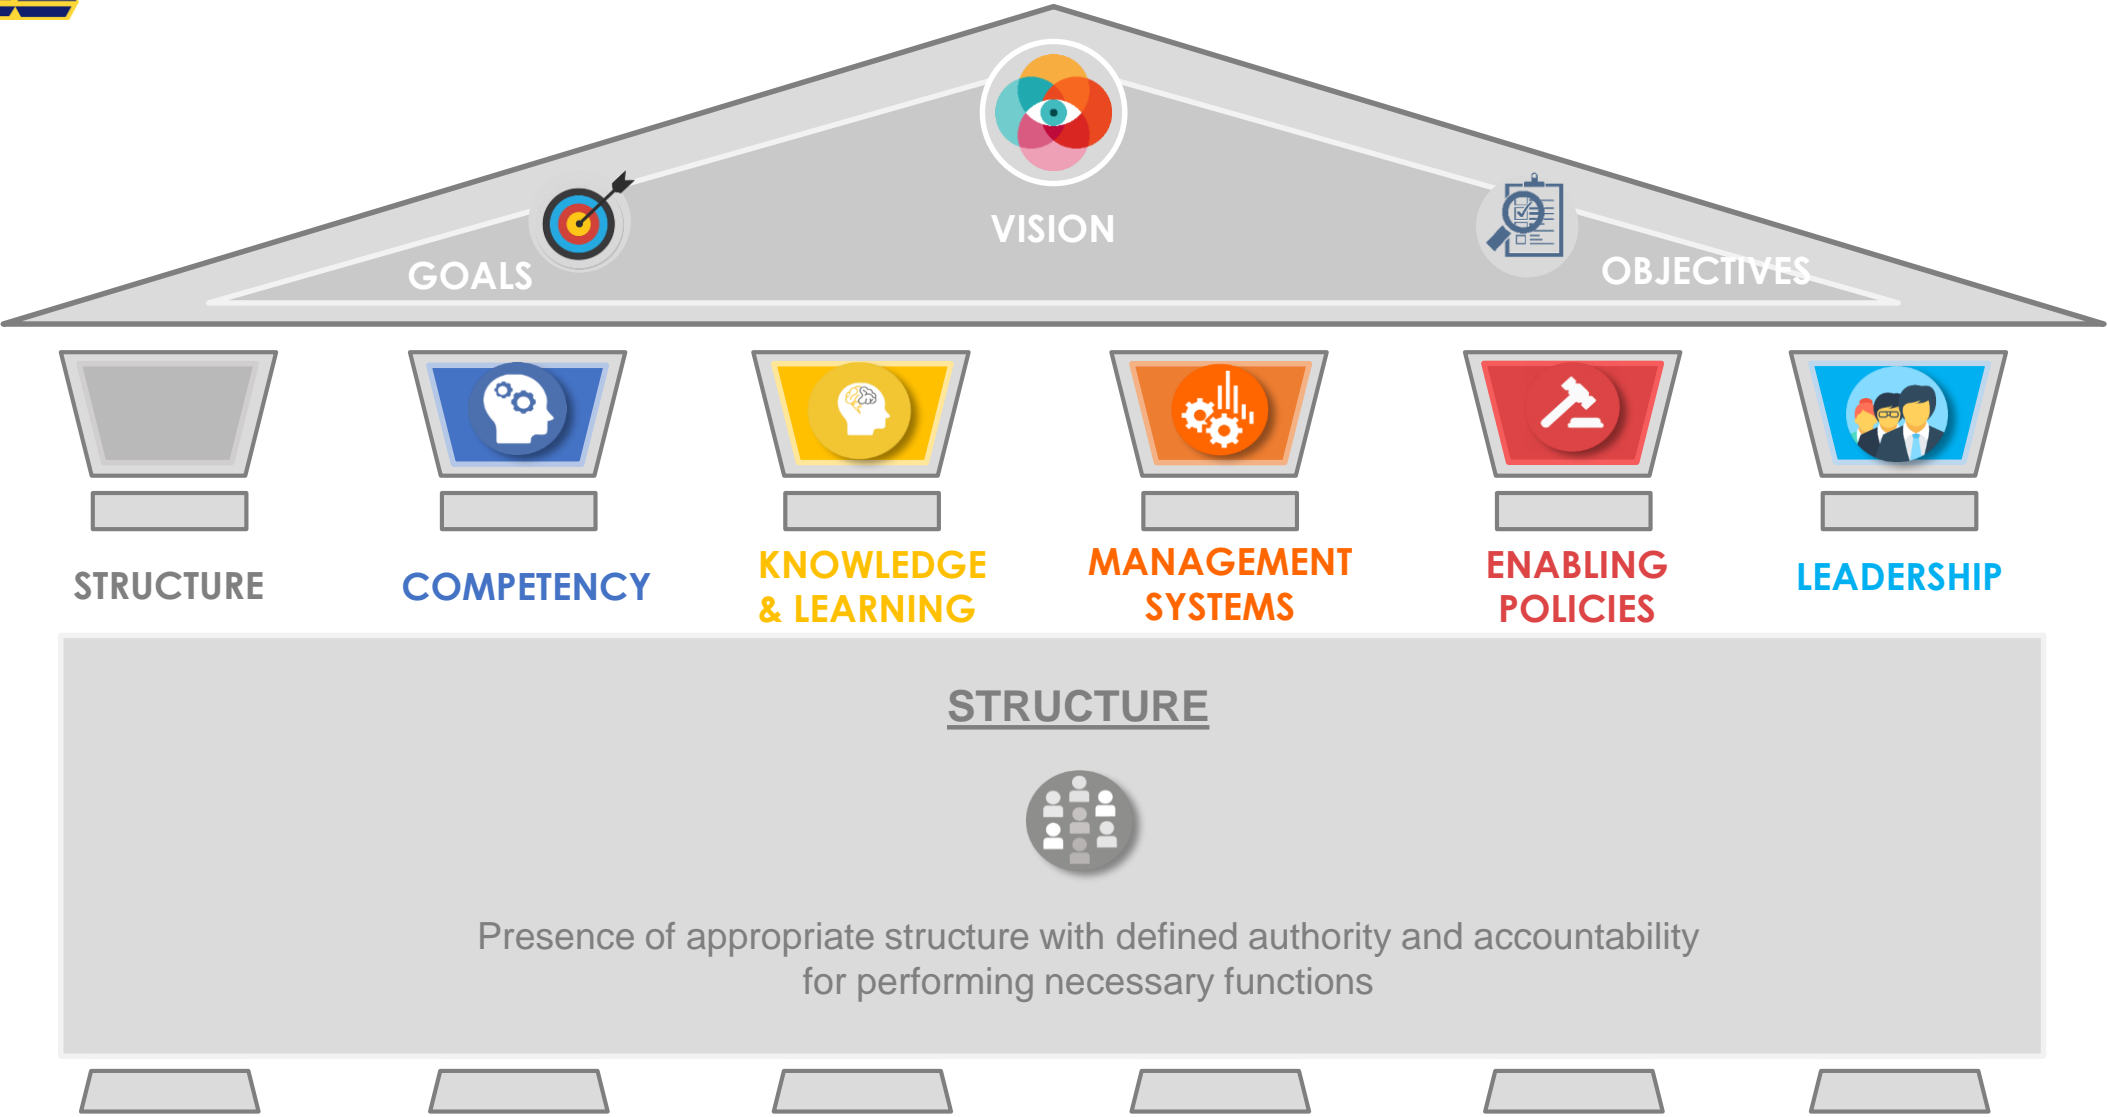 VISION
GOALS
OBJECTIVES
STRUCTURE
COMPETENCY
KNOWLEDGE
& LEARNING
MANAGEMENT
SYSTEMS
ENABLING
POLICIES
LEADERSHIP
STRUCTURE
Presence of appropriate structure with defined authority and accountability
for performing necessary functions